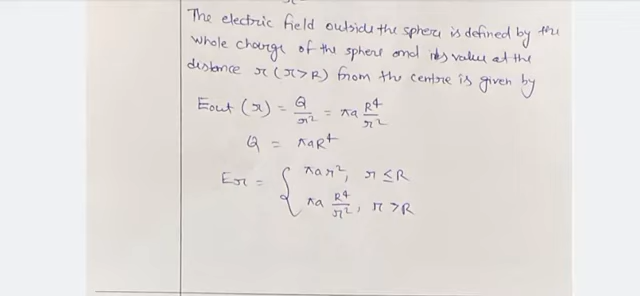 The electric field outside the sphere is defined by the
whole charge of the sphere and its value at the
distance r (r>R) from the centre is given by
Eout (r) = Q/r² = πa R⁴/r²
Q = πaR⁴
Er = { πar², r ≤R
πa R⁴/r², r >R